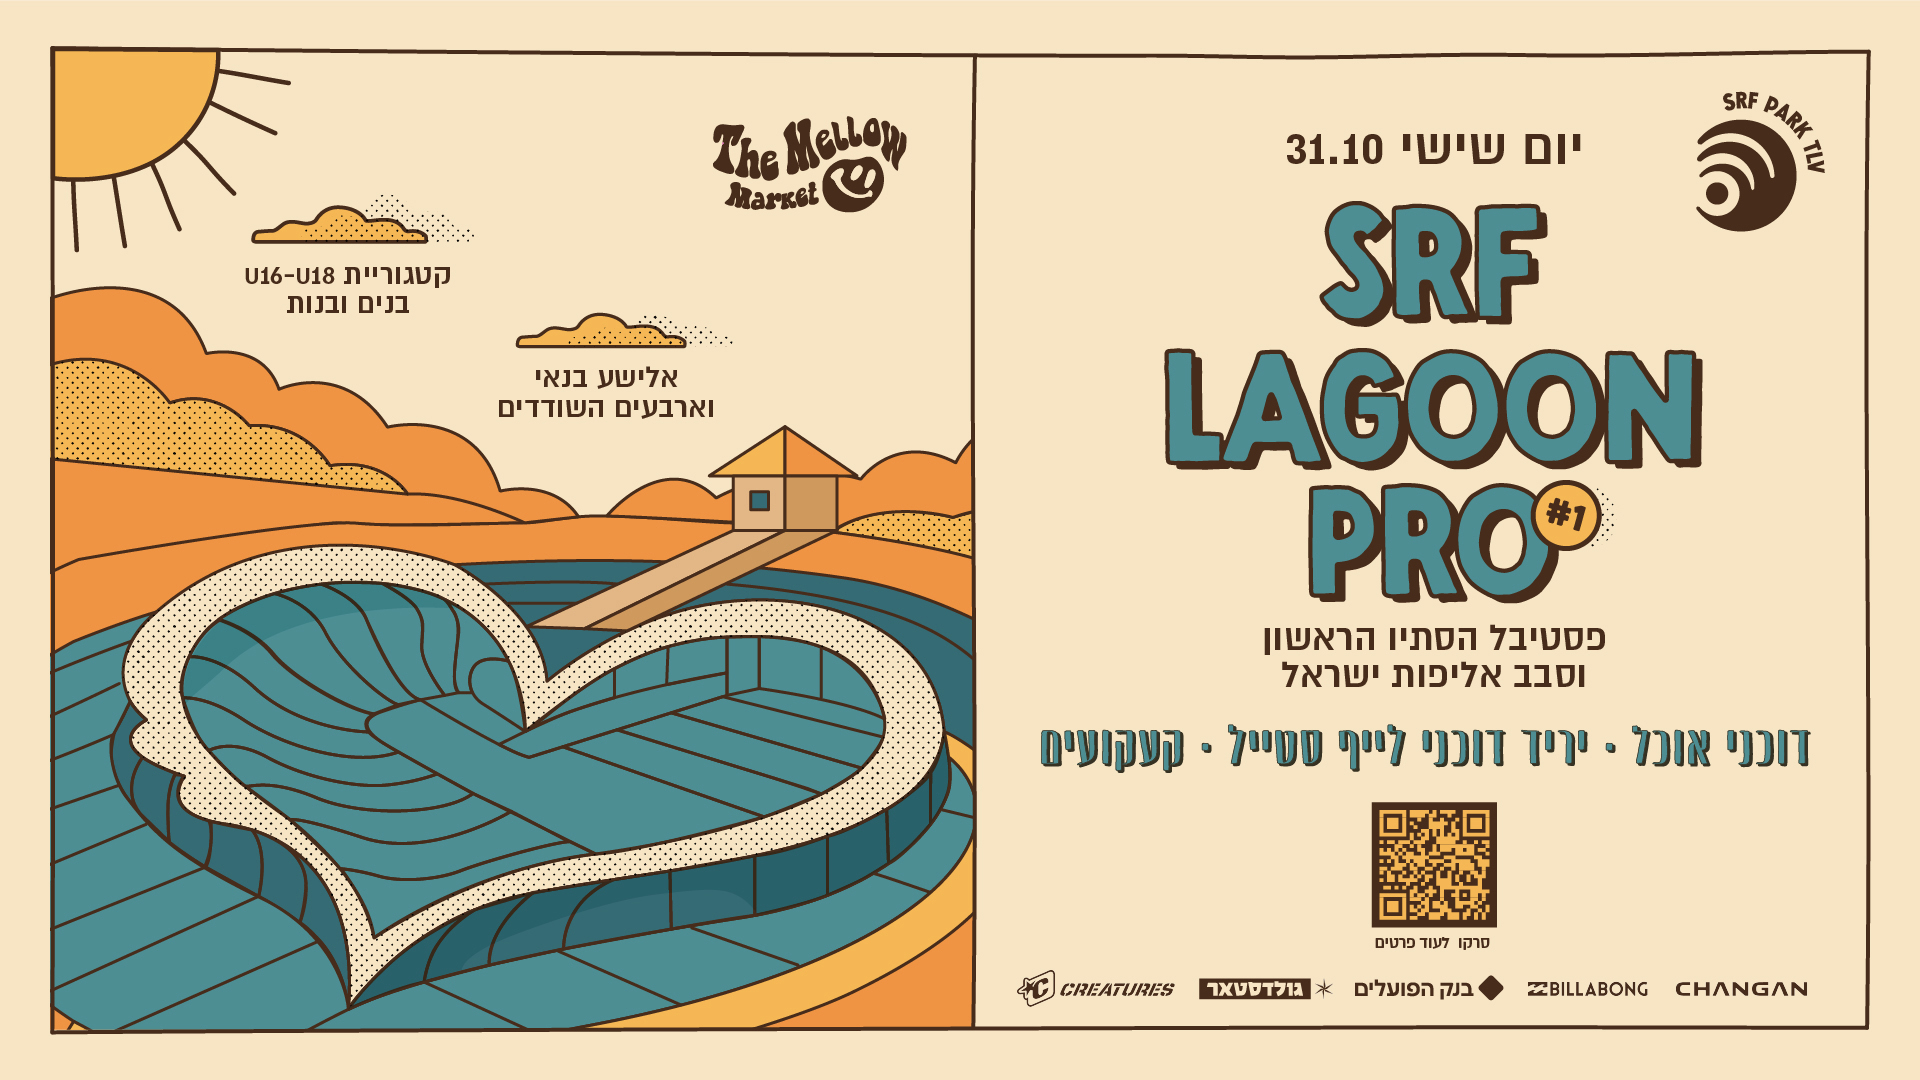 יום שישי 31.10
SRF PARK TLV
SRF
LAGOON
PRO
#1
פסטיבל הסתיו הראשון
וסבב אליפות ישראל
דוכני אוכל · יריד דוכני לייף סטייל · קעקועים
סרקו לעוד פרטים
CREATURES
גולדסטאר
בנק הפועלים
BILLABONG
CHANGAN
The Mellow
Market
קטגוריית U16-U18
בנים ובנות
אלישע בנאי
וארבעים השודדים